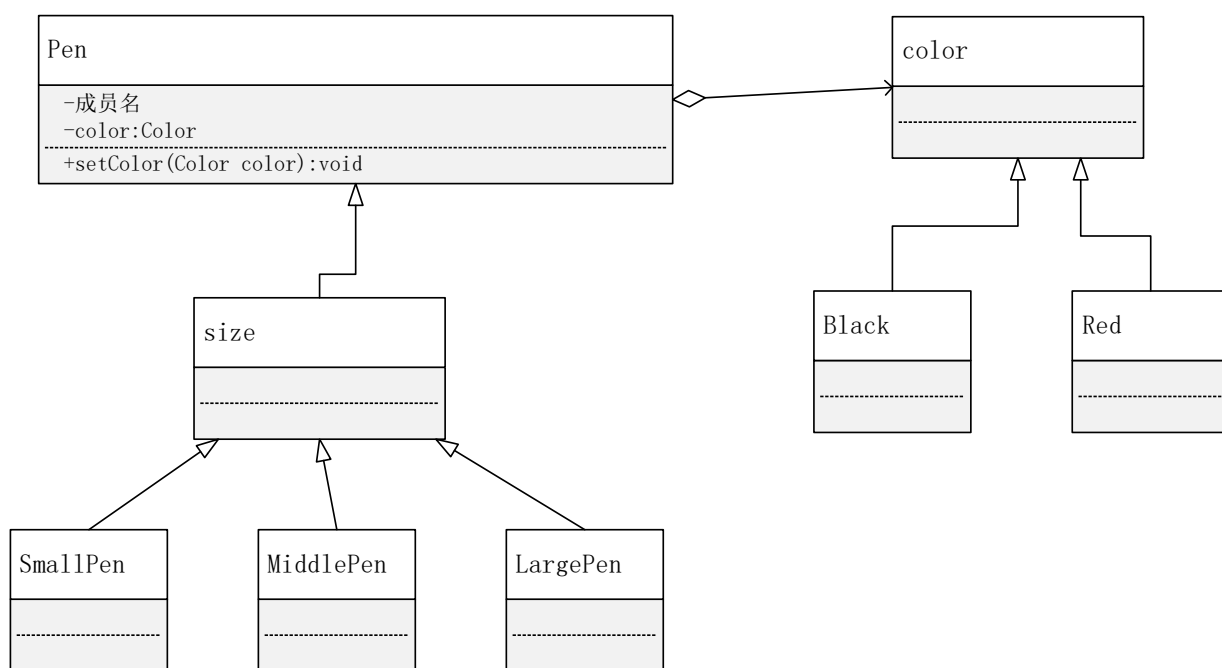 Pen
-成员名
-color:Color
+setColor(Color color):void
color
size
Black
Red
SmallPen
MiddlePen
LargePen